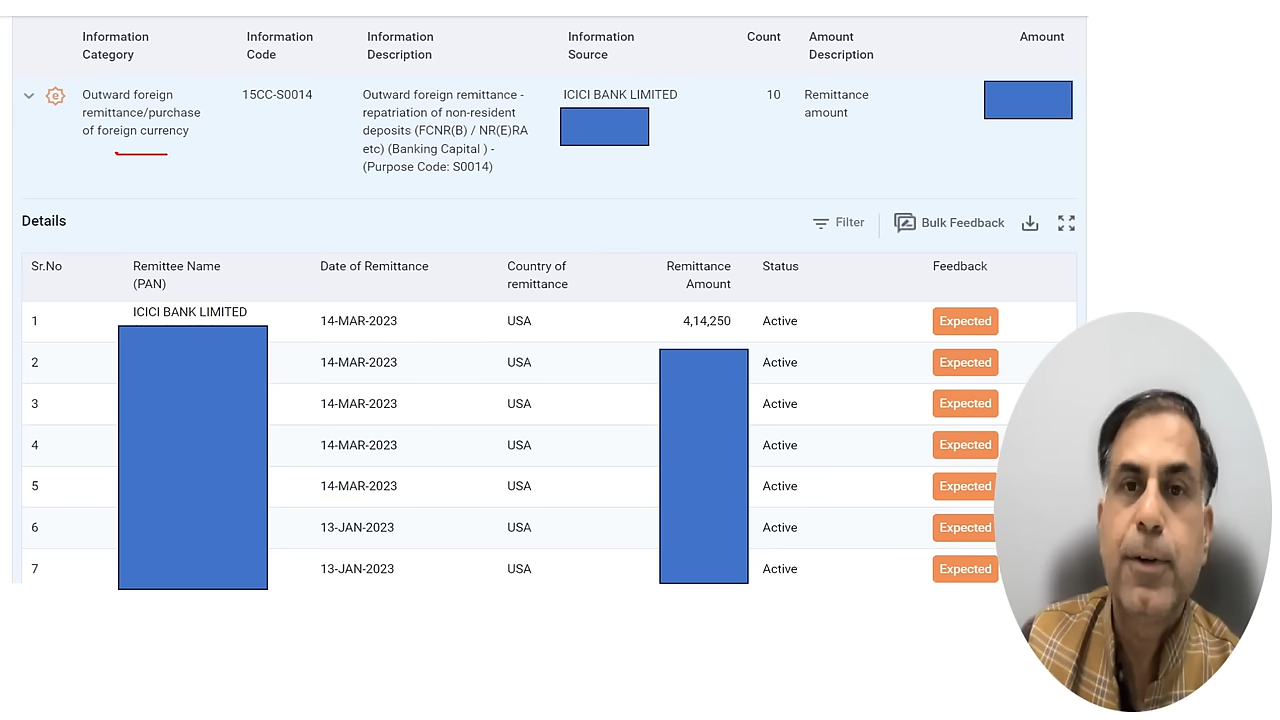 Information Category
Information Code
Information Description
Information Source
Count
Amount Description
Amount
Outward foreign remittance/purchase of foreign currency
15CC-S0014
Outward foreign remittance - repatriation of non-resident deposits (FCNR(B) / NR(E)RA etc) (Banking Capital ) - (Purpose Code: S0014)
ICICI BANK LIMITED
10
Remittance amount
Details
Filter
Bulk Feedback
Sr.No
Remittee Name (PAN)
Date of Remittance
Country of remittance
Remittance Amount
Status
Feedback
1 ICICI BANK LIMITED 14-MAR-2023 USA 4,14,250 Active Expected
2 14-MAR-2023 USA Active Expected
3 14-MAR-2023 USA Active Expected
4 14-MAR-2023 USA Active Expected
5 14-MAR-2023 USA Active Expected
6 13-JAN-2023 USA Active Expected
7 13-JAN-2023 USA Active Expected